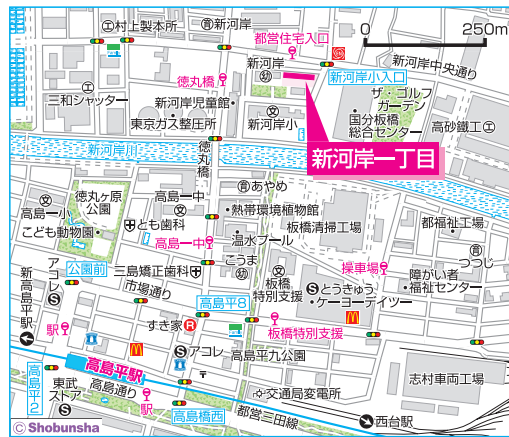 村上製本所
新河岸
都営住宅入口
0
250m
新河岸中央通り
三和シャッター
徳丸橋
新河岸
新河岸小入口
新河岸児童館
東京ガス整圧所
新河岸小
ザ・ゴルフ
ガーデン
国分板橋
総合センター
高砂鐵工
新河岸川
徳丸橋
新河岸一丁目
徳丸ヶ原
公園
高島一中
あやめ
高島一小
熱帯環境植物館
こども動物園
とも歯科
高島一中
温水プール
板橋清掃工場
都福祉工場
公園前
三島矯正歯科
こうま
操車場
つつじ
アコレ
市場通り
板橋
特別支援
とうきゅう
ケーヨーデイツー
障がい者
福祉センター
新高島平駅
高島平8
すき家
板橋特別支援
駅
アコレ
高島平九公園
高島平駅
高島平2
東武
ストア
高島通り
駅
高島橋西
交通局変電所
都営三田線
西台駅
志村車両工場
© Shobunsha